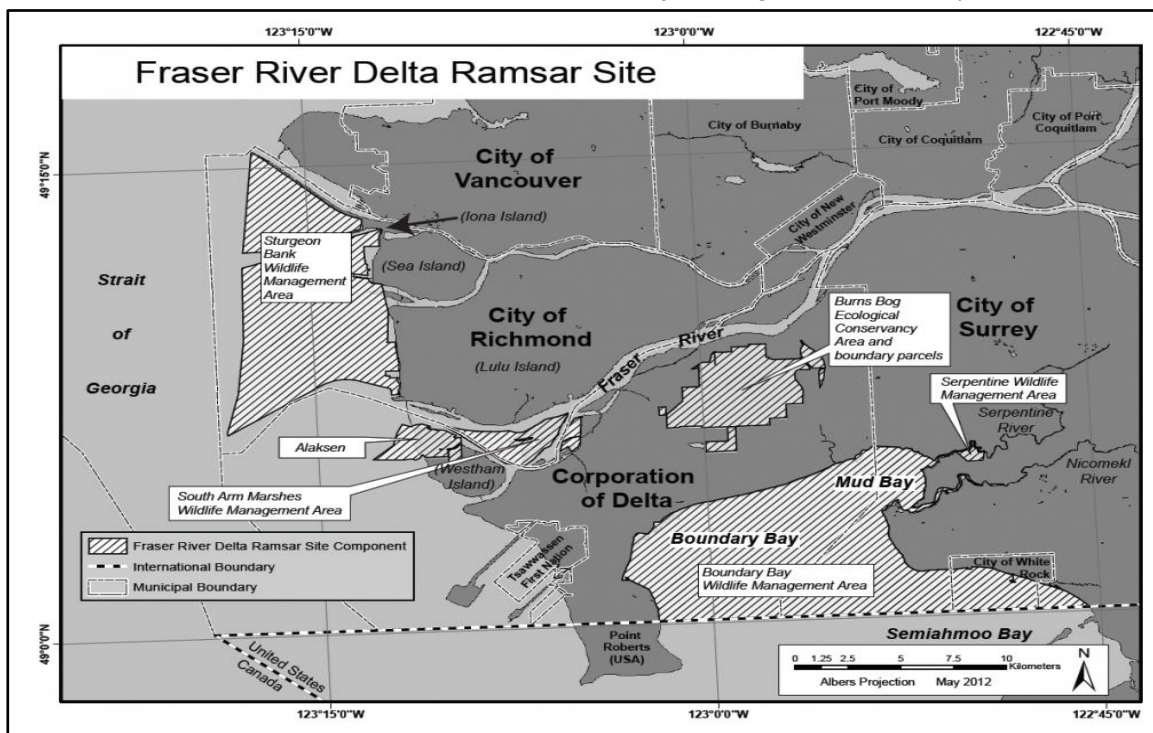 123°15'0"W
123°0'0"W
122°45'0"W
Fraser River Delta Ramsar Site
City of
Port Moody
City of Burnaby
City of Coquitlam
City of Port
Coquitlam
49°15'0"N
City of
Vancouver
City of New
Westminster
(Iona Island)
Sturgeon
Bank
Wildlife
Management
Area
(Sea Island)
Strait
of
Georgia
City of
Richmond
(Lulu Island)
Fraser River
Burns Bog
Ecological
Conservancy
Area and
boundary parcels
City of
Surrey
Serpentine Wildlife
Management Area
Serpentine
River
Nicomekl
River
Alaksen
(Westham
Island)
South Arm Marshes
Wildlife Management Area
Corporation
of Delta
Mud Bay
Boundary Bay
Boundary Bay
Wildlife Management Area
City of White
Rock
Tsawwassen
First Nation
Fraser River Delta Ramsar Site Component
International Boundary
Municipal Boundary
49°0'0"N
United States
Canada
Point
Roberts
(USA)
Semiahmoo Bay
0 1.25 2.5 5 7.5 10
Kilometers
N
Albers Projection May 2012
123°15'0"W
123°0'0"W
122°45'0"W